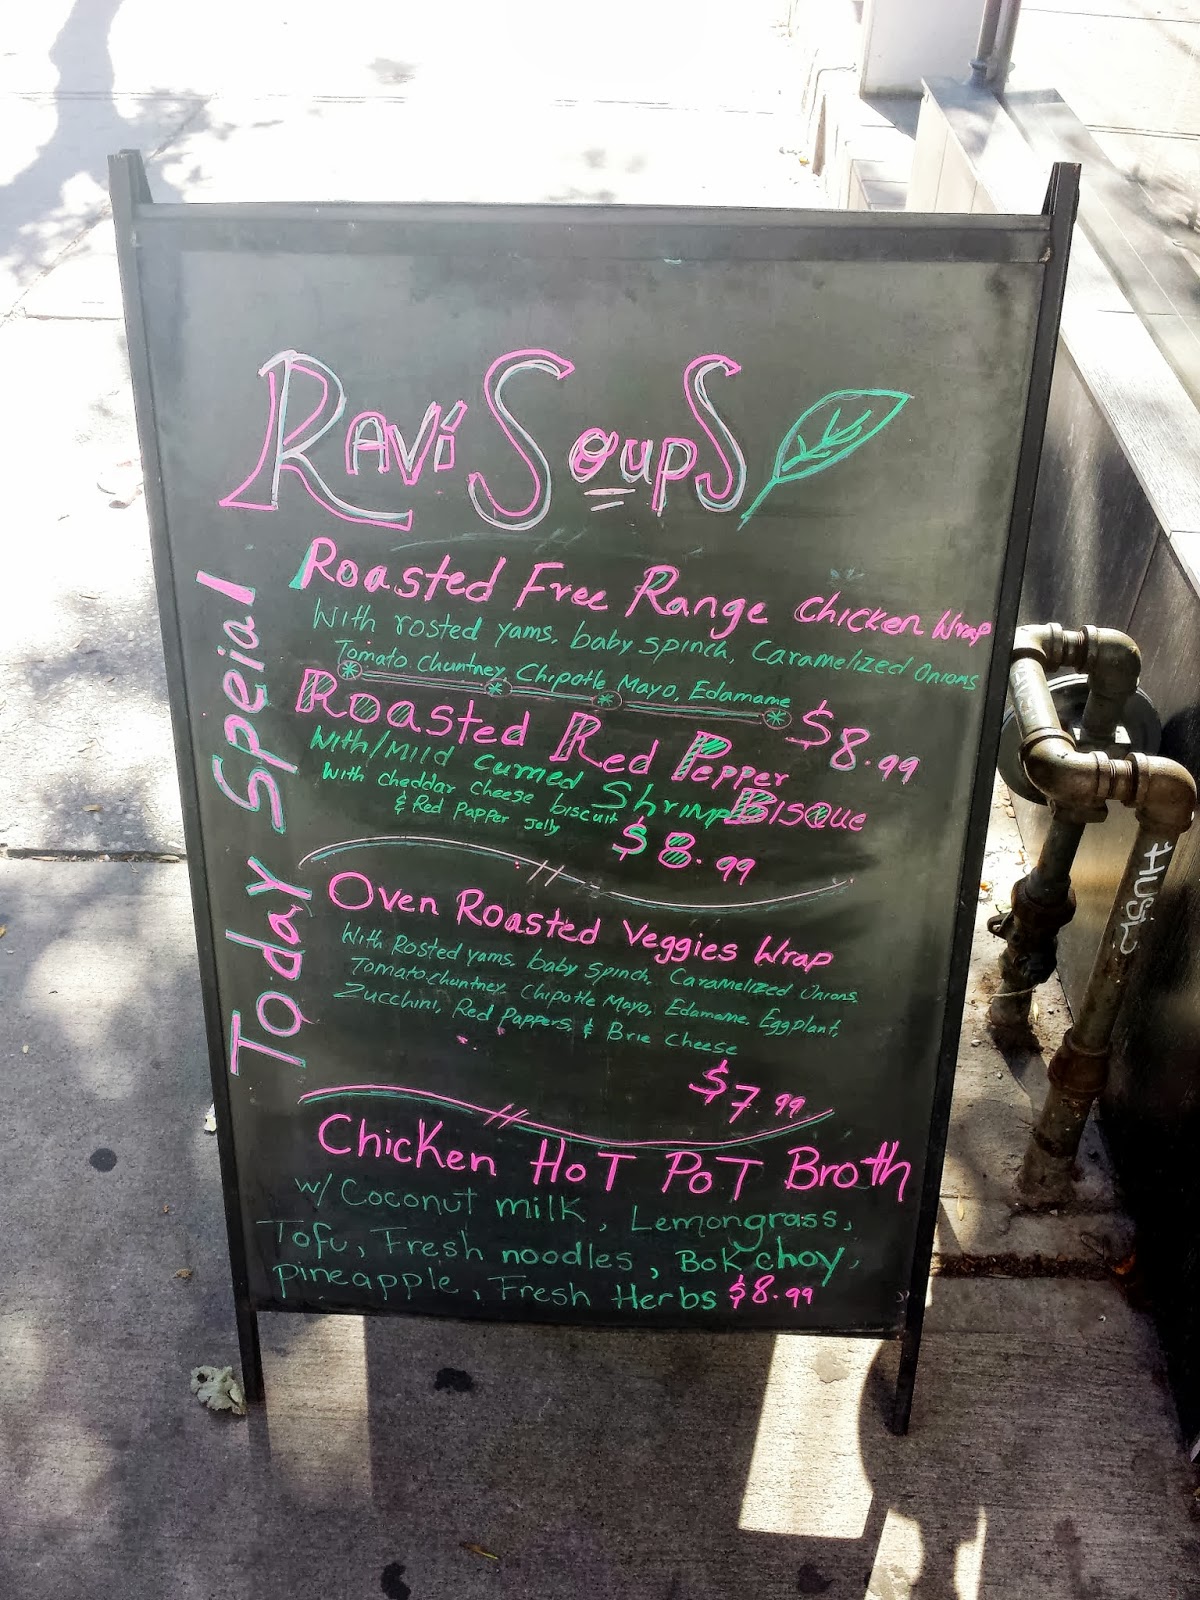 Ravi Soups
Today Speial
Roasted Free Range Chicken Wrap
With rosted yams, baby spinch, Caramelized Onions
Tomato Chuntney, Chipotle Mayo, Edamame
$8.99
Roasted Red Pepper Bisque
With/Mild curried Shrimp
With cheddar cheese biscuit
& Red Papper Jelly
$8.99
Oven Roasted Veggies Wrap
With Rosted yams, baby spinch, Caramelized Onions
Tomato chuntney, Chipotle Mayo, Edamame, Eggplant,
Zucchini, Red Pappers, & Brie Cheese
$7.99
Chicken Hot Pot Broth
w/ Coconut milk, Lemongrass,
Tofu, Fresh noodles, Bok choy,
pineapple, Fresh Herbs $8.99